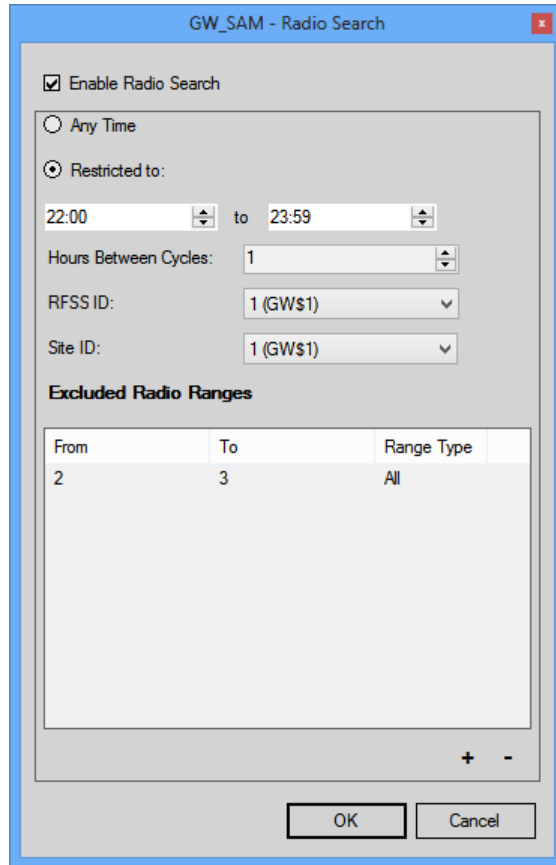 GW_SAM - Radio Search
x
Enable Radio Search
Any Time
Restricted to:
22:00 to 23:59
Hours Between Cycles: 1
RFSS ID: 1 (GW$1)
Site ID: 1 (GW$1)
Excluded Radio Ranges
From To Range Type
2 3 All
+ -
OK Cancel